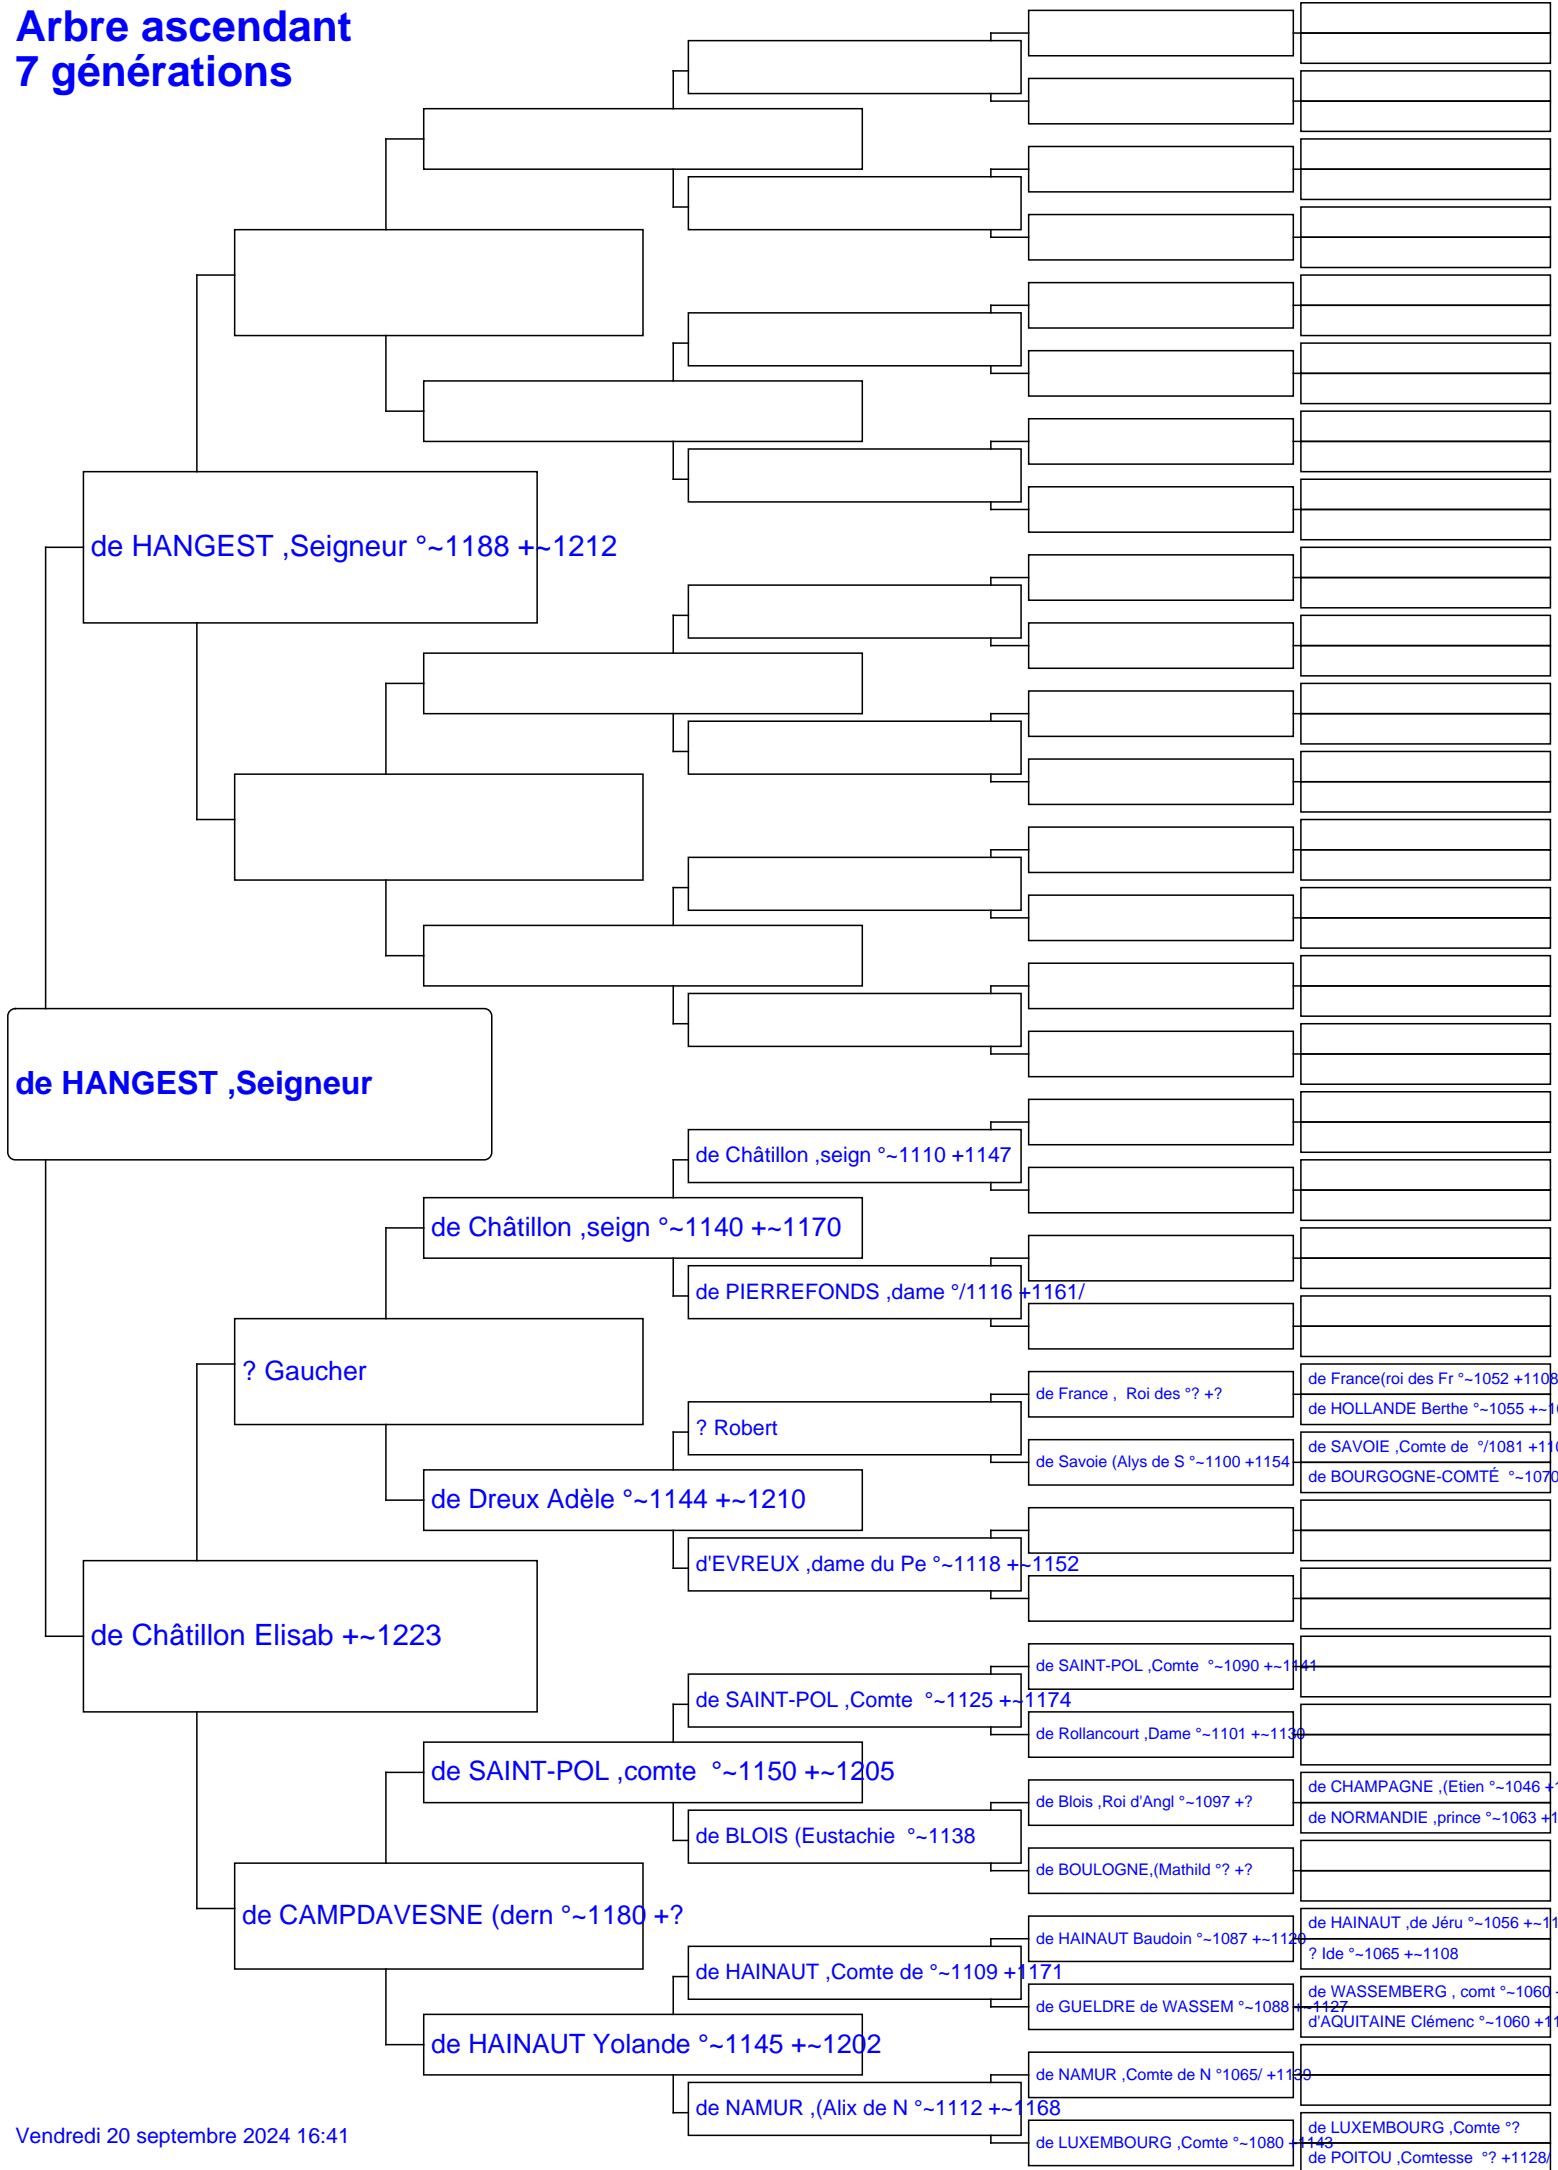 Arbre ascendant
7 générations
de HANGEST ,Seigneur °~1188 +~1212
de HANGEST ,Seigneur
de Châtillon ,seign °~1110 +1147
de Châtillon ,seign °~1140 +~1170
de PIERREFONDS ,dame °/1116 +1161/
? Gaucher
de France(roi des Fr °~1052 +1108
de France ,  Roi des °? +?
de HOLLANDE Berthe °~1055 +~1
? Robert
de SAVOIE ,Comte de  °/1081 +11
de Savoie (Alys de S °~1100 +1154
de BOURGOGNE-COMTÉ  °~1070
de Dreux Adèle °~1144 +~1210
d'EVREUX ,dame du Pe °~1118 +~1152
de Châtillon Elisab +~1223
de SAINT-POL ,Comte  °~1090 +~1141
de SAINT-POL ,Comte  °~1125 +~1174
de Rollancourt ,Dame °~1101 +~1130
de SAINT-POL ,comte  °~1150 +~1205
de CHAMPAGNE ,(Etien °~1046 +
de Blois ,Roi d'Angl °~1097 +?
de NORMANDIE ,prince °~1063 +1
de BLOIS (Eustachie  °~1138
de BOULOGNE,(Mathild °? +?
de CAMPDAVESNE (dern °~1180 +?
de HAINAUT ,de Jéru °~1056 +~11
de HAINAUT Baudoin °~1087 +~1120
? Ide °~1065 +~1108
de HAINAUT ,Comte de °~1109 +1171
de WASSEMBERG , comt °~1060
de GUELDRE de WASSEM °~1088 +~1127
d'AQUITAINE Clémenc °~1060 +11
de HAINAUT Yolande °~1145 +~1202
de NAMUR ,Comte de N °1065/ +1139
de NAMUR ,(Alix de N °~1112 +~1168
de LUXEMBOURG ,Comte °?
de LUXEMBOURG ,Comte °~1080 +1143
de POITOU ,Comtesse  °? +1128/
Vendredi 20 septembre 2024 16:41